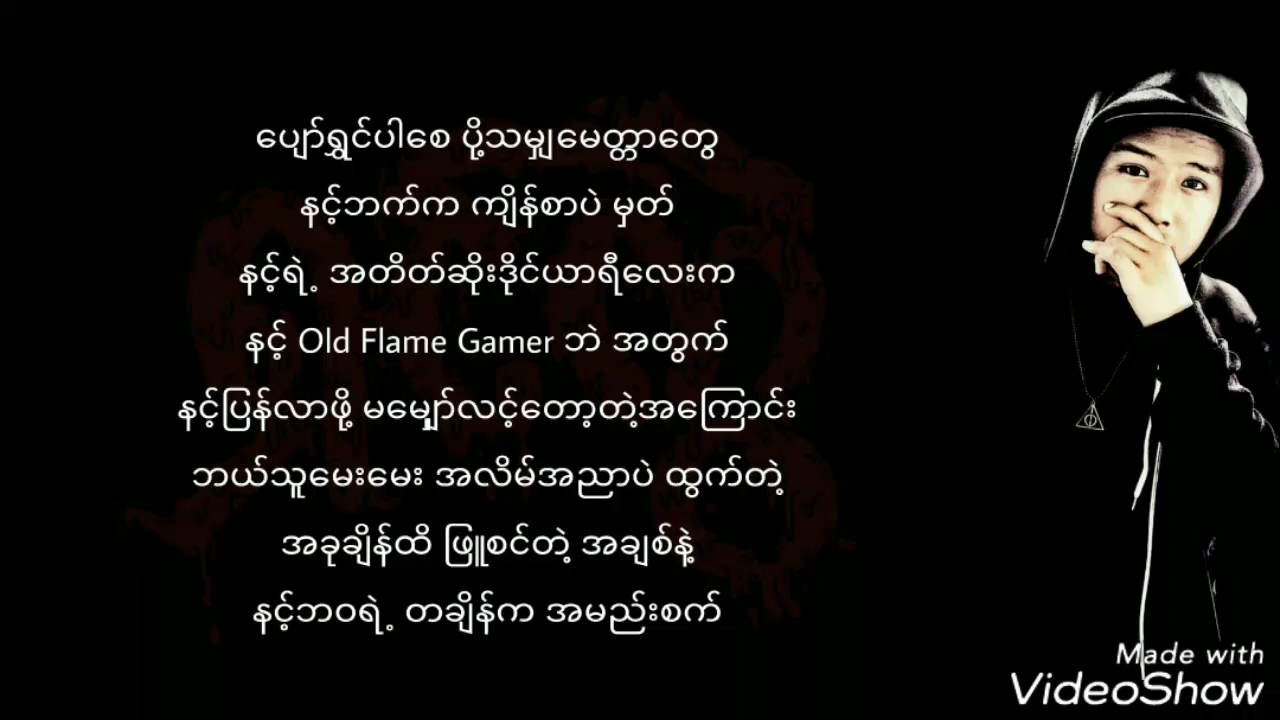 ပျော်ရွှင်ပါစေ ပို့သမျှမေတ္တာတွေ
နင့်ဘက်က ကျိန်စာပဲ မှတ်
နင့်ရဲ့ အတိတ်ဆိုးဒိုင်ယာရီလေးက
နင့် Old Flame Gamer ဘဲ အတွက်
နင့်ပြန်လာဖို့ မမျှော်လင့်တော့တဲ့အကြောင်း
ဘယ်သူမေးမေး အလိမ်အညာပဲ ထွက်တဲ့
အခုချိန်ထိ ဖြူစင်တဲ့ အချစ်နဲ့
နင့်ဘဝရဲ့ တချိန်က အမည်းစက်
Made with
VideoShow